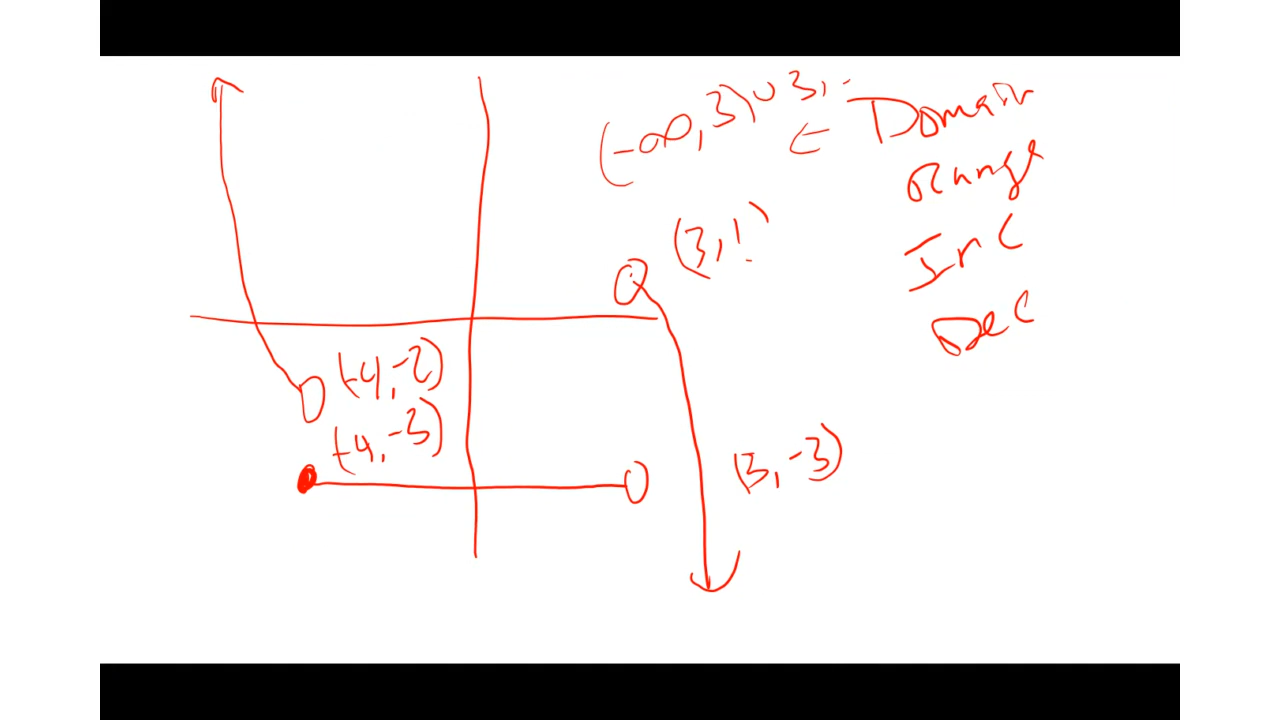 (-∞, 3) ∪ 3,
← Domain
Range
(3, 1)
Inc
Dec
(-4, -2)
(-4, -3)
(3, -3)